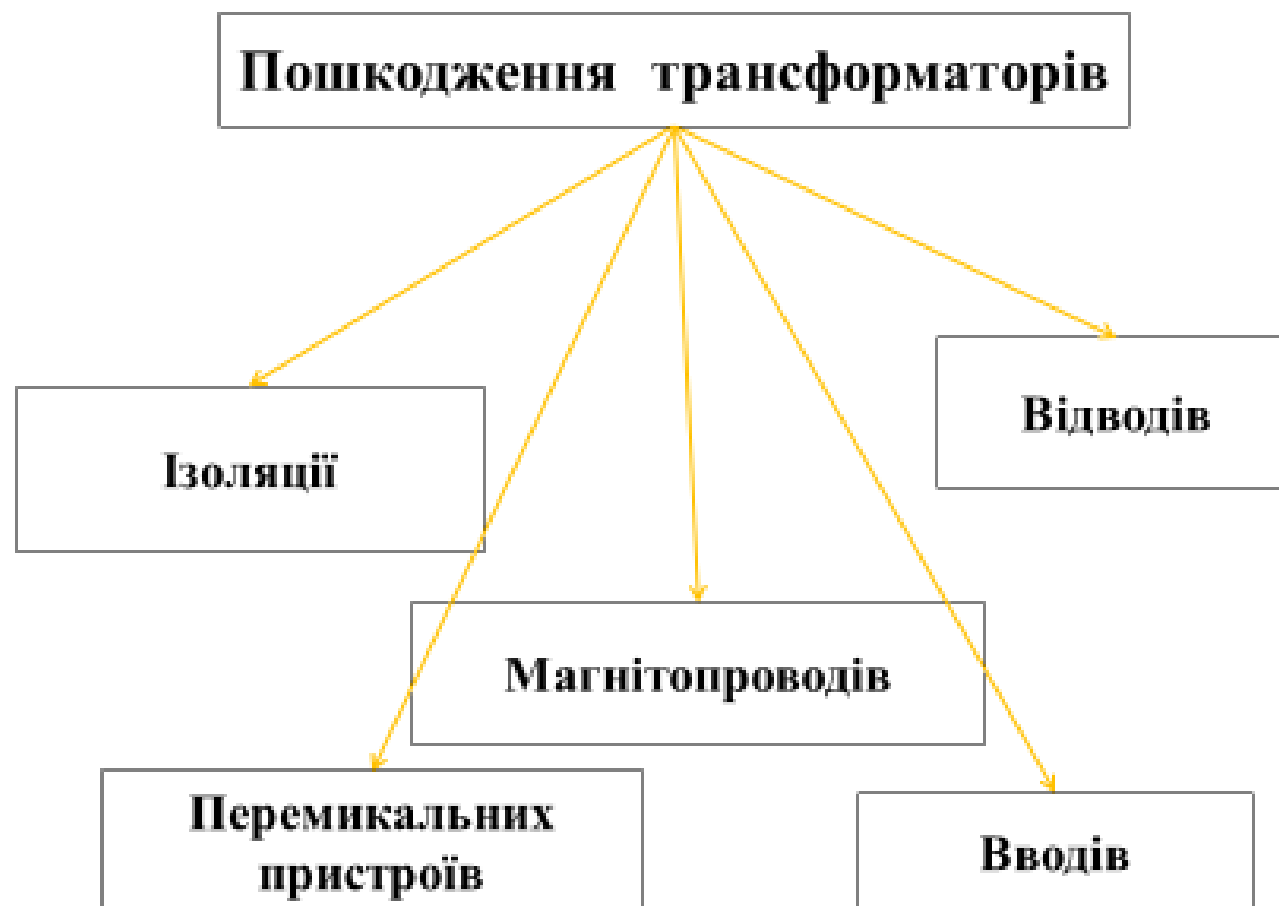 Пошкодження трансформаторів
Відводів
Ізоляції
Магнітопроводів
Перемикальних
пристроїв
Вводів